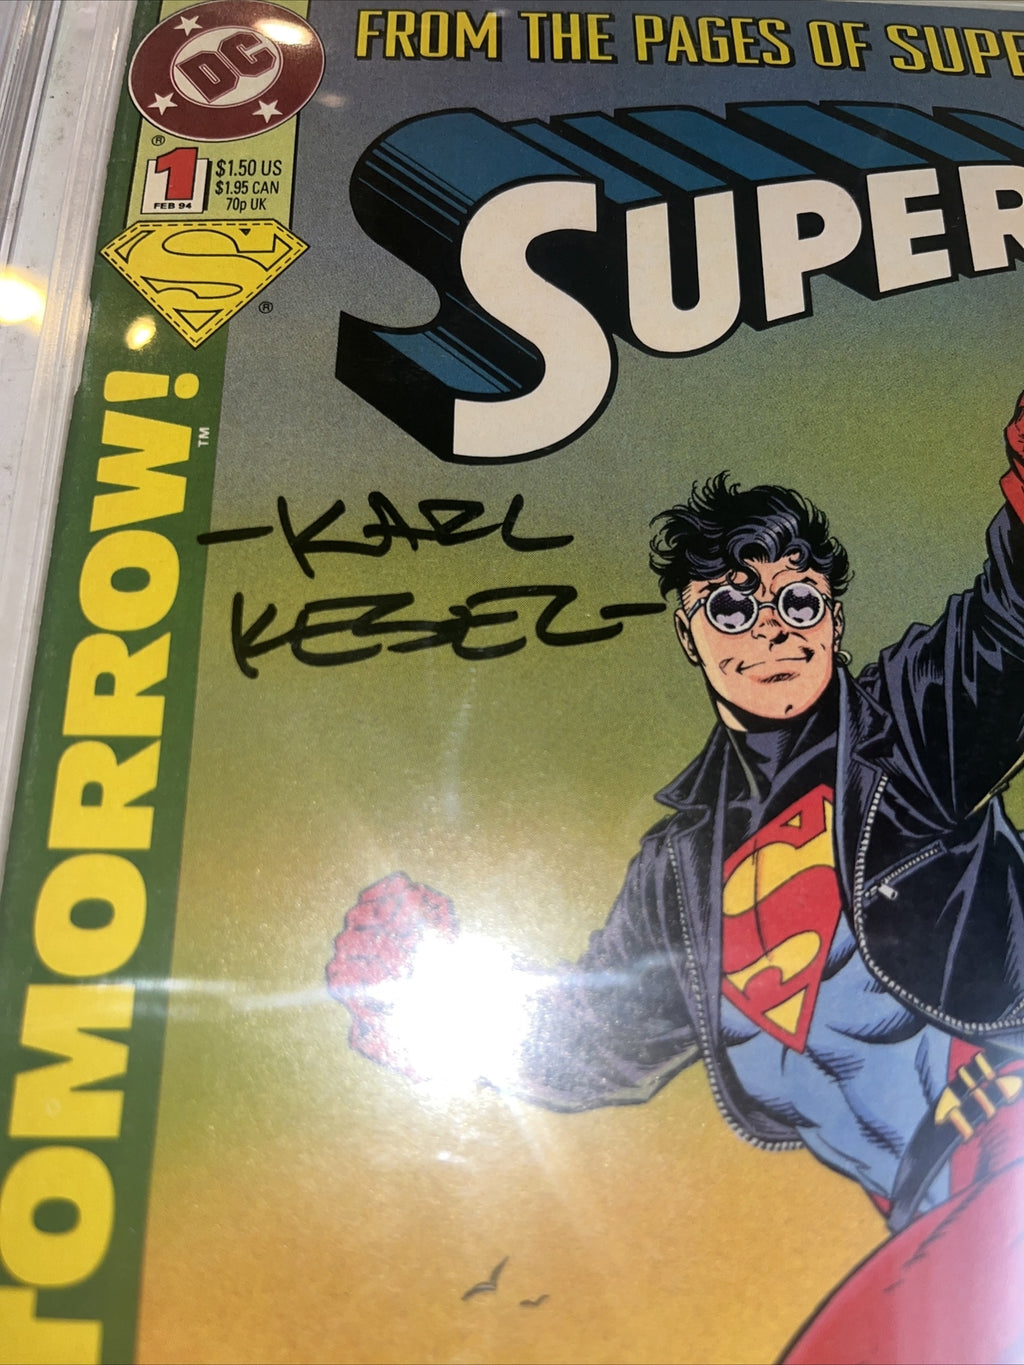 FROM THE PAGES OF SUPE
DC
®
1
FEB 94
$1.50 US
$1.95 CAN
70p UK
S
®
SUPER
TOMORROW!
TM
-KARL
KESEL-
S